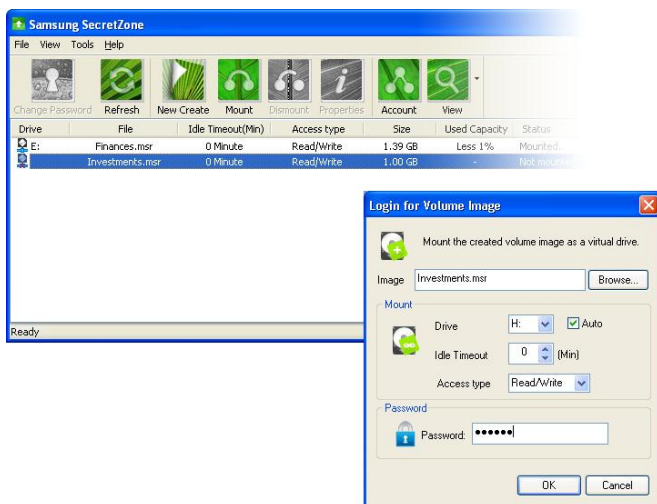 Samsung SecretZone
File View Tools Help
Change Password Refresh New Create Mount Dismount Properties Account View
Drive File Idle Timeout(Min) Access type Size Used Capacity Status
E: Finances.msr 0 Minute Read/Write 1.39 GB Less 1% Mounted.
Investments.msr 0 Minute Read/Write 1.00 GB - Not mounted
Ready
Login for Volume Image
Mount the created volume image as a virtual drive.
Image Investments.msr Browse...
Mount
Drive H: Auto
Idle Timeout 0 (Min)
Access type Read/Write
Password
Password: ••••••
OK Cancel